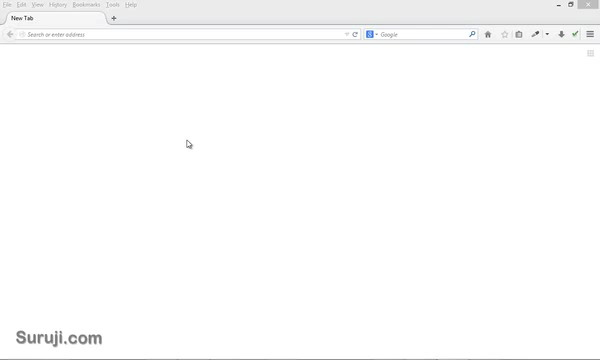 File Edit View History Bookmarks Tools Help
New Tab
Search or enter address
Google
Suruji.com